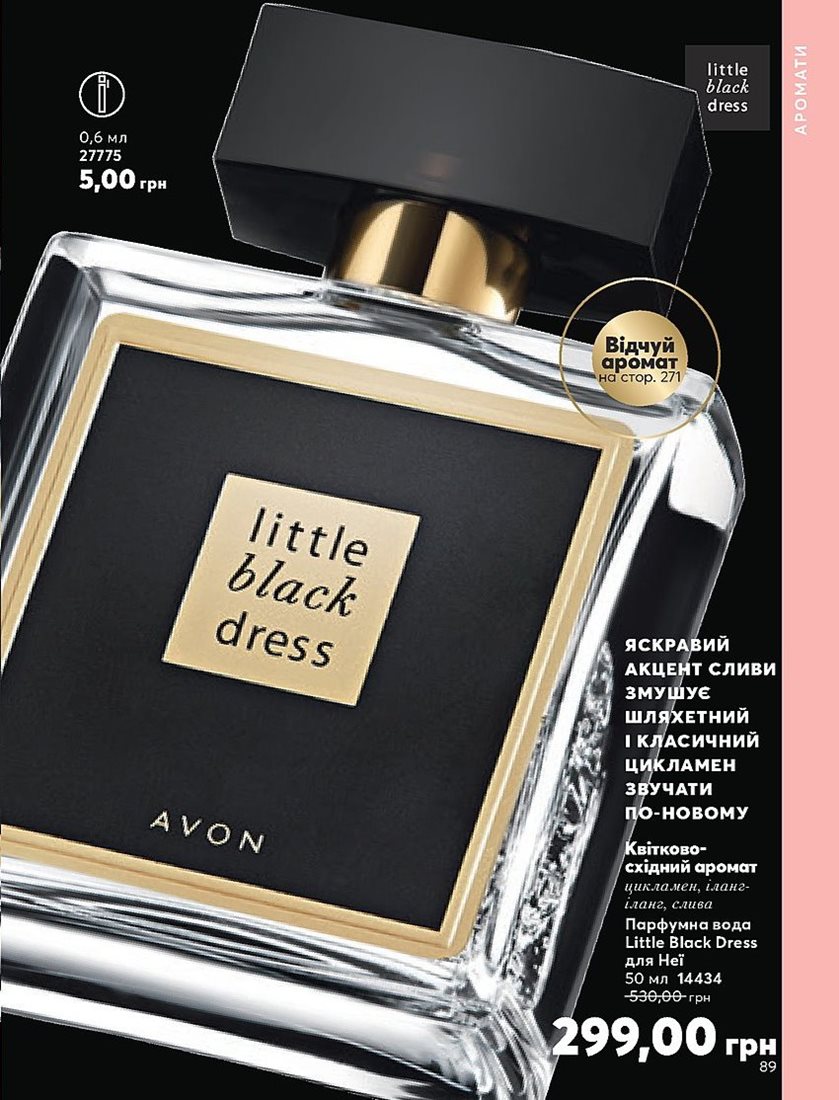 little
black
dress
АРОМАТИ
0,6 мл
27775
5,00 грн
Відчуй
аромат
на стор. 271
little
black
dress
AVON
ЯСКРАВИЙ
АКЦЕНТ СЛИВИ
ЗМУШУЄ
ШЛЯХЕТНИЙ
І КЛАСИЧНИЙ
ЦИКЛАМЕН
ЗВУЧАТИ
ПО-НОВОМУ
Квітково-
східний аромат
цикламен, іланг-
іланг, слива
Парфумна вода
Little Black Dress
для Неї
50 мл 14434
530,00 грн
299,00 грн
89